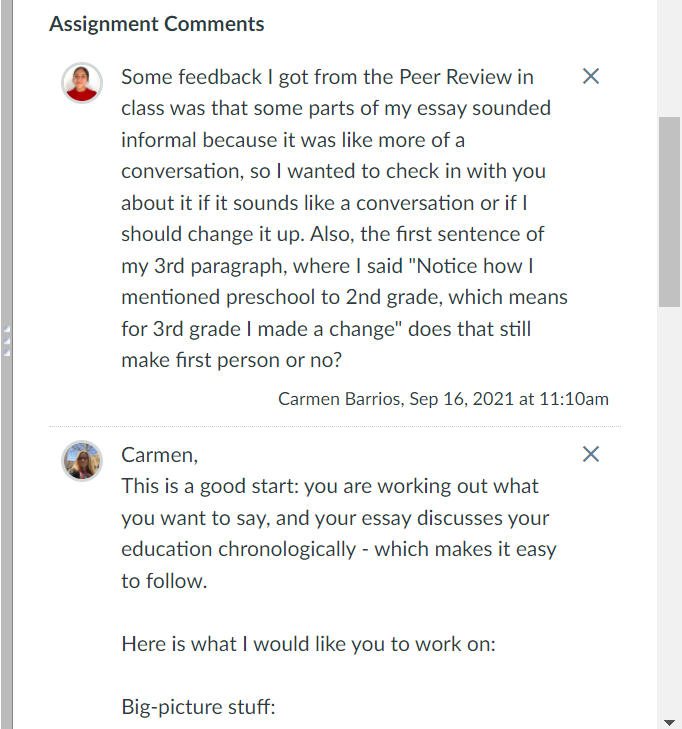 Assignment Comments
Some feedback I got from the Peer Review in
class was that some parts of my essay sounded
informal because it was like more of a
conversation, so I wanted to check in with you
about it if it sounds like a conversation or if I
should change it up. Also, the first sentence of
my 3rd paragraph, where I said "Notice how I
mentioned preschool to 2nd grade, which means
for 3rd grade I made a change" does that still
make first person or no?
Carmen Barrios, Sep 16, 2021 at 11:10am
Carmen,
This is a good start: you are working out what
you want to say, and your essay discusses your
education chronologically - which makes it easy
to follow.
Here is what I would like you to work on:
Big-picture stuff: